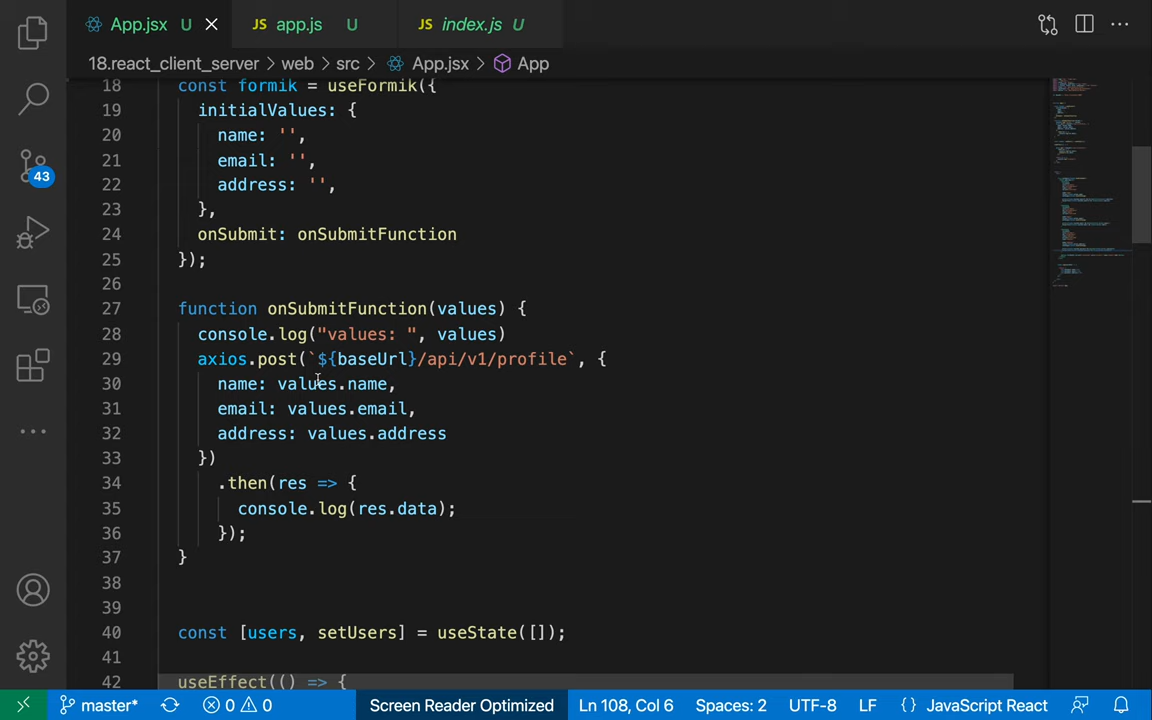 App.jsx U
JS app.js U
JS index.js U
18.react_client_server > web > src > App.jsx > App
18 const formik = useFormik({
19 initialValues: {
20 name: '',
21 email: '',
22 address: '',
23 },
24 onSubmit: onSubmitFunction
25 });
26
27 function onSubmitFunction(values) {
28 console.log("values: ", values)
29 axios.post(`${baseUrl}/api/v1/profile`, {
30 name: values.name,
31 email: values.email,
32 address: values.address
33 })
34 .then(res => {
35 console.log(res.data);
36 });
37 }
38
39
40 const [users, setUsers] = useState([]);
41
42 useEffect(() => {
43
master* 0 0 Screen Reader Optimized Ln 108, Col 6 Spaces: 2 UTF-8 LF {} JavaScript React